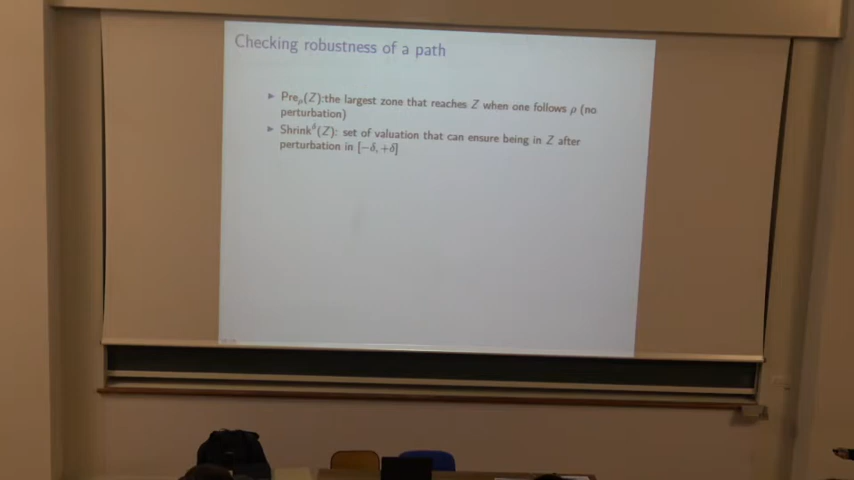 Checking robustness of a path
► Pre_ρ(Z):the largest zone that reaches Z when one follows ρ (no
perturbation)
► Shrink^δ(Z): set of valuation that can ensure being in Z after
perturbation in [−δ, +δ]